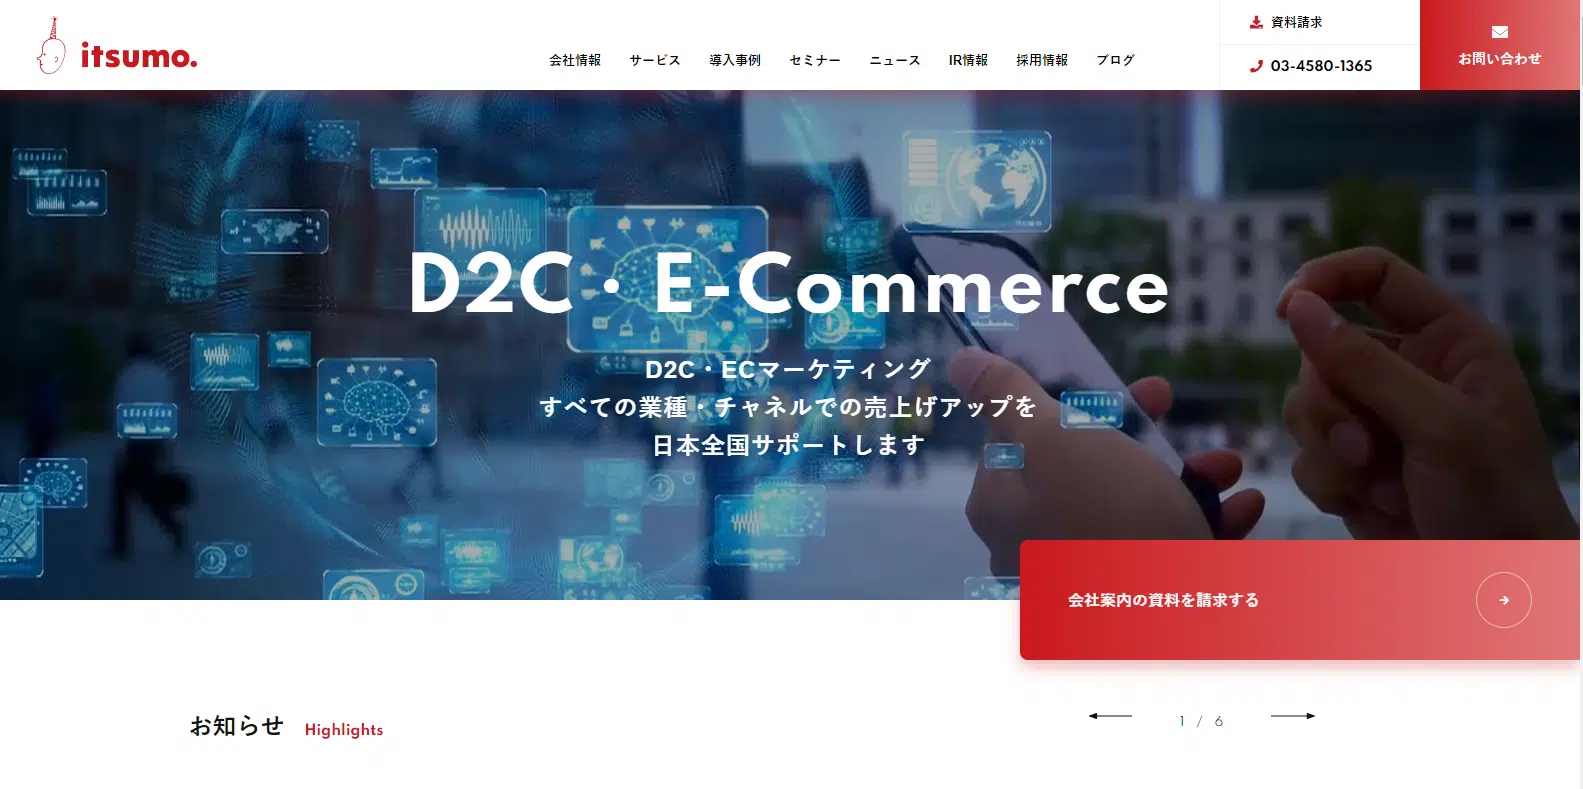 itsumo.
会社情報 サービス 導入事例 セミナー ニュース IR情報 採用情報 ブログ
資料請求
03-4580-1365
お問い合わせ
D2C・E-Commerce
D2C・ECマーケティング
すべての業種・チャネルでの売上げアップを
日本全国サポートします
会社案内の資料を請求する
お知らせ Highlights
1 / 6